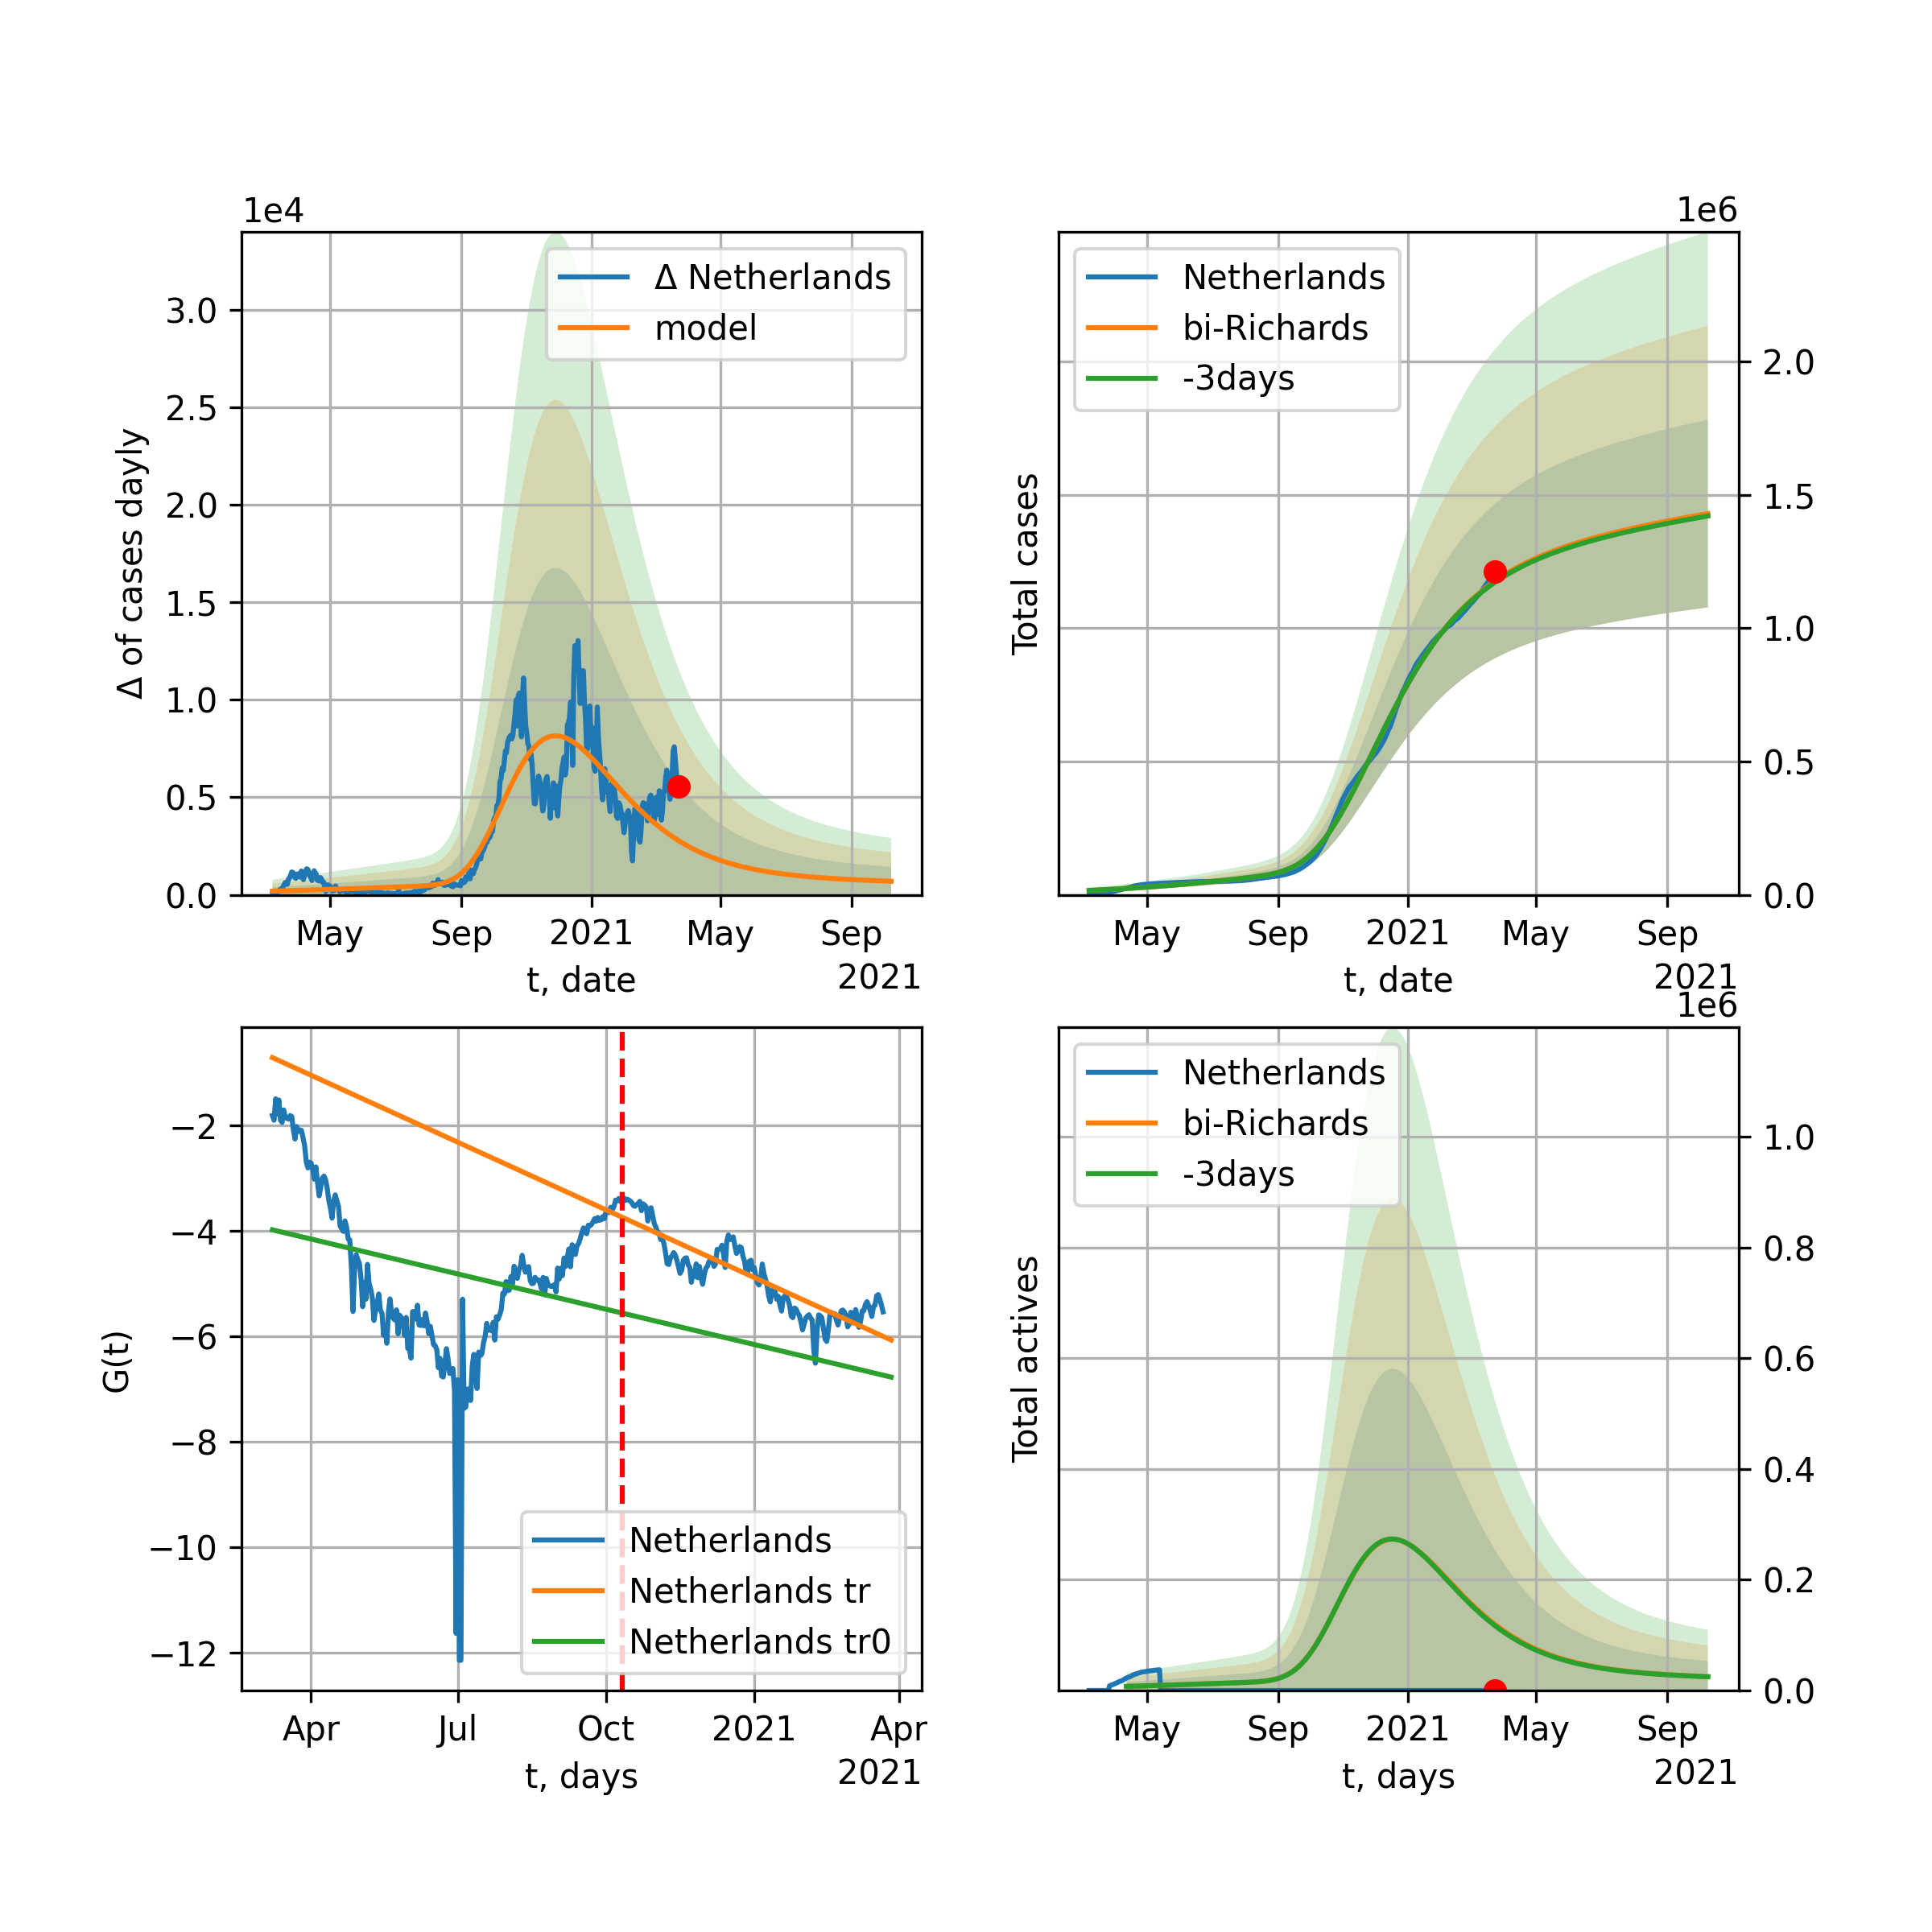 1e4
Δ of cases dayly
3.0
2.5
2.0
1.5
1.0
0.5
0.0
Δ Netherlands
model
May Sep 2021 May Sep
t, date
2021
1e6
Total cases
Netherlands
bi-Richards
-3days
2.0
1.5
1.0
0.5
0.0
May Sep 2021 May Sep
t, date
2021
G(t)
−2
−4
−6
−8
−10
−12
Netherlands
Netherlands tr
Netherlands tr0
Apr Jul Oct 2021 Apr
t, days
2021
1e6
Total actives
Netherlands
bi-Richards
-3days
1.0
0.8
0.6
0.4
0.2
0.0
May Sep 2021 May Sep
t, days
2021